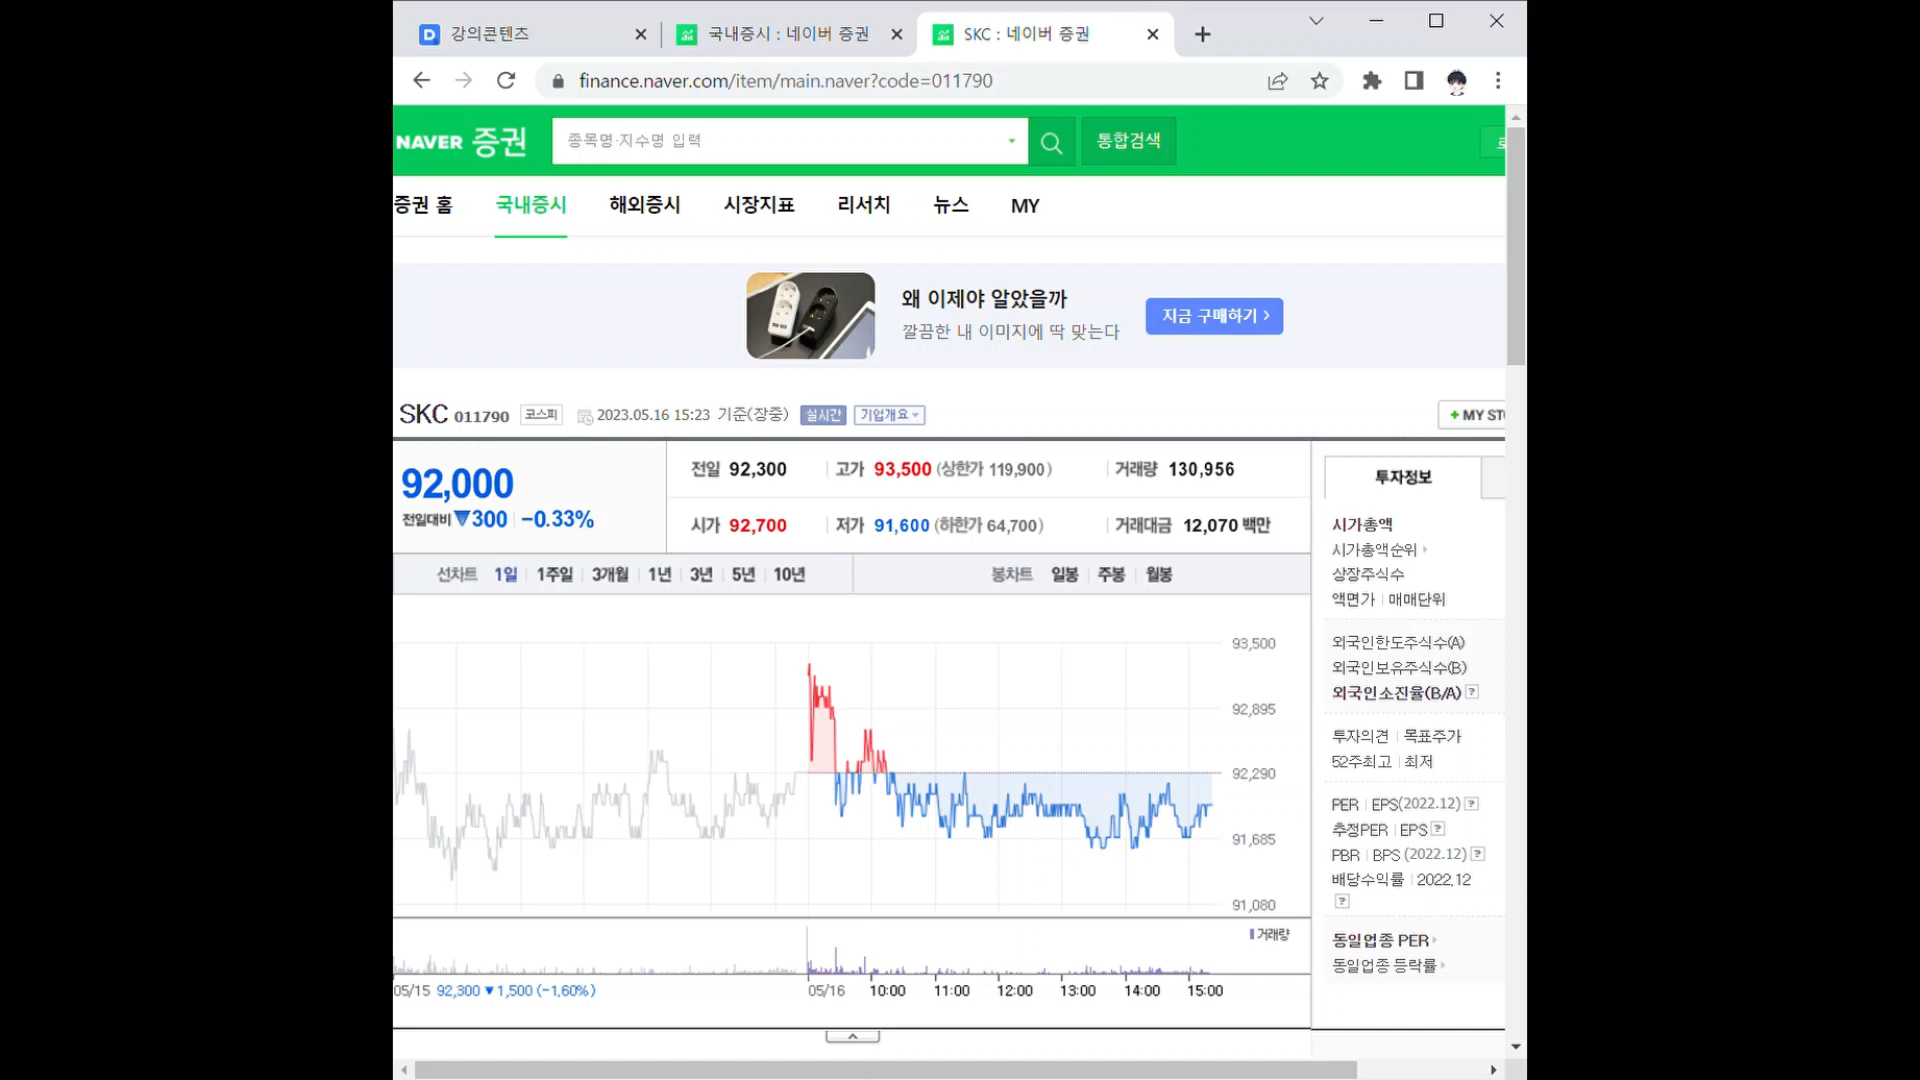 강의콘텐츠
국내증시 : 네이버 증권
SKC : 네이버 증권
finance.naver.com/item/main.naver?code=011790
NAVER 증권
종목명·지수명 입력
통합검색
증권 홈 국내증시 해외증시 시장지표 리서치 뉴스 MY
왜 이제야 알았을까
깔끔한 내 이미지에 딱 맞는다
지금 구매하기 >
SKC 011790 코스피 2023.05.16 15:23 기준(장중) 실시간 기업개요
+ MY ST
92,000
전일대비 ▼300 -0.33%
전일 92,300 고가 93,500 (상한가 119,900) 거래량 130,956
시가 92,700 저가 91,600 (하한가 64,700) 거래대금 12,070 백만
선차트 1일 1주일 3개월 1년 3년 5년 10년
봉차트 일봉 주봉 월봉
93,500
92,895
92,290
91,685
91,080
거래량
05/15 92,300 ▼1,500 (-1.60%)
05/16 10:00 11:00 12:00 13:00 14:00 15:00
투자정보
시가총액
시가총액순위
상장주식수
액면가 | 매매단위
외국인한도주식수(A)
외국인보유주식수(B)
외국인소진율(B/A) ?
투자의견 | 목표주가
52주최고 | 최저
PER | EPS(2022.12) ?
추정PER | EPS ?
PBR | BPS (2022.12) ?
배당수익률 | 2022.12
?
동일업종 PER
동일업종 등락률